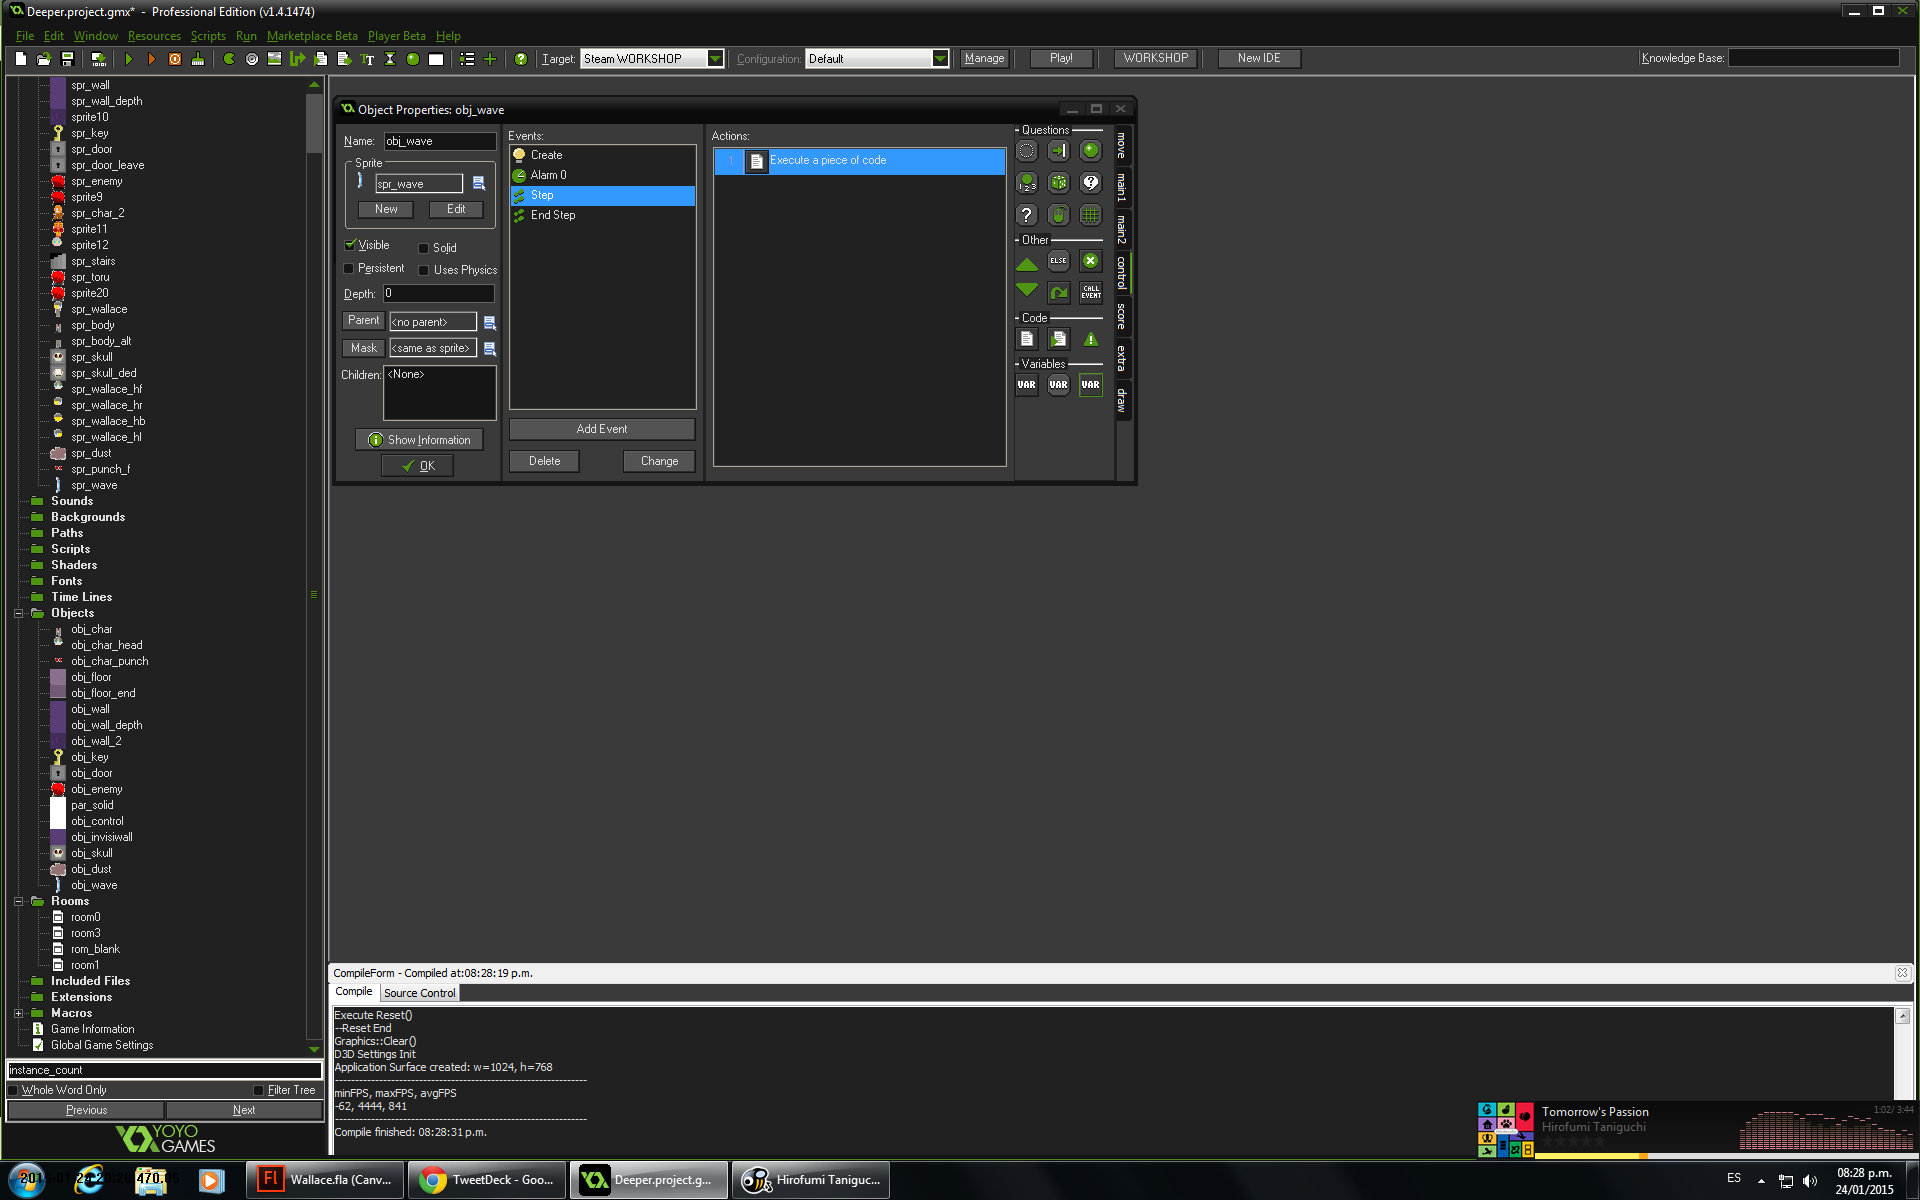 Deeper.project.gmx*  -  Professional Edition (v1.4.1474)
File Edit Window Resources Scripts Run Marketplace Beta Player Beta Help
Target: Steam WORKSHOP Configuration: Default Manage Play! WORKSHOP New IDE Knowledge Base:
spr_wall
spr_wall_depth
sprite10
spr_key
spr_door
spr_door_leave
spr_enemy
sprite9
spr_char_2
sprite11
sprite12
spr_stairs
spr_toru
sprite20
spr_wallace
spr_body
spr_body_alt
spr_skull
spr_skull_ded
spr_wallace_hf
spr_wallace_hr
spr_wallace_hb
spr_wallace_hl
spr_dust
spr_punch_f
spr_wave
Sounds
Backgrounds
Paths
Scripts
Shaders
Fonts
Time Lines
Objects
obj_char
obj_char_head
obj_char_punch
obj_floor
obj_floor_end
obj_wall
obj_wall_depth
obj_wall_2
obj_key
obj_door
obj_enemy
par_solid
obj_control
obj_invisiwall
obj_skull
obj_dust
obj_wave
Rooms
room0
room3
rom_blank
room1
Included Files
Extensions
Macros
Game Information
Global Game Settings
instance_count
Whole Word Only Filter Tree
Previous Next
YOYO
GAMES
Object Properties: obj_wave
Name: obj_wave
Sprite
spr_wave
New Edit
Visible Solid
Persistent Uses Physics
Depth: 0
Parent <no parent>
Mask <same as sprite>
Children: <None>
Show Information
OK
Events:
Create
Alarm 0
Step
End Step
Add Event
Delete Change
Actions:
1 Execute a piece of code
Questions
1 2 3
?
Other
ELSE
CALL EVENT
Code
Variables
VAR VAR VAR
move
main1
main2
control
score
extra
draw
CompileForm - Compiled at:08:28:19 p.m.
Compile Source Control
Execute Reset()
--Reset End
Graphics::Clear()
D3D Settings Init
Application Surface created: w=1024, h=768
minFPS, maxFPS, avgFPS
-62, 4444, 841
Compile finished: 08:28:31 p.m.
Tomorrow's Passion 1:02/ 3:44
Hirofumi Taniguchi
Fl Wallace.fla (Canv... TweetDeck - Goo... Deeper.project.g... Hirofumi Taniguc...
ES
08:28 p.m.
24/01/2015